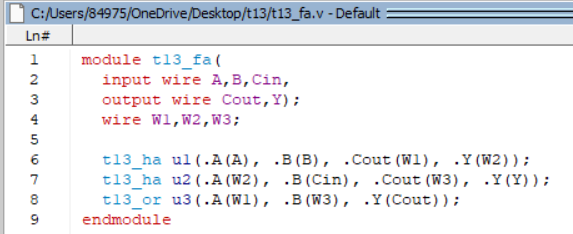 C:/Users/84975/OneDrive/Desktop/t13/t13_fa.v - Default
Ln#
1 module t13_fa(
2 input wire A,B,Cin,
3 output wire Cout,Y);
4 wire W1,W2,W3;
5
6 t13_ha u1(.A(A), .B(B), .Cout(W1), .Y(W2));
7 t13_ha u2(.A(W2), .B(Cin), .Cout(W3), .Y(Y));
8 t13_or u3(.A(W1), .B(W3), .Y(Cout));
9 endmodule